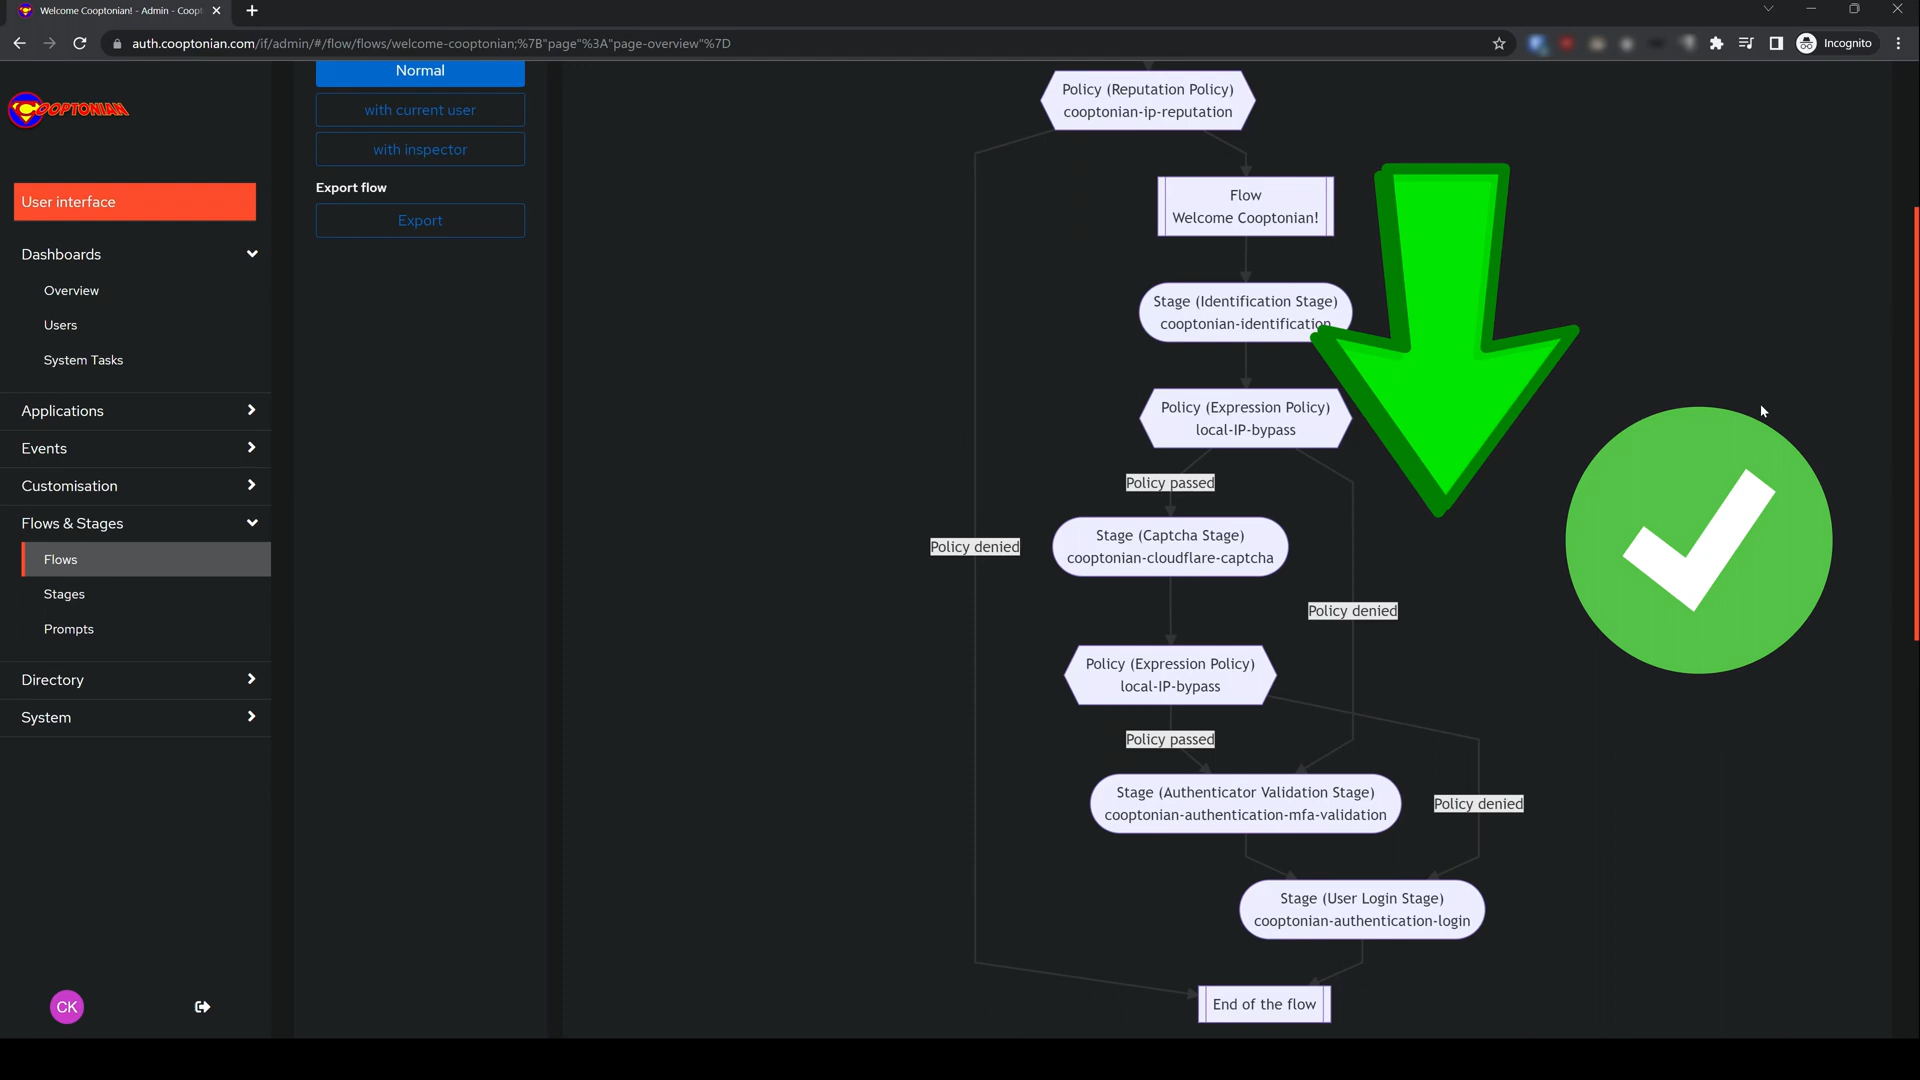 Welcome Cooptonian! - Admin - Coopt
auth.cooptonian.com/if/admin/#/flow/flows/welcome-cooptonian;%7B"page"%3A"page-overview"%7D
Incognito
COOPTONIAN
User interface
Dashboards
Overview
Users
System Tasks
Applications
Events
Customisation
Flows & Stages
Flows
Stages
Prompts
Directory
System
CK
Normal
with current user
with inspector
Export flow
Export
Policy (Reputation Policy)
cooptonian-ip-reputation
Flow
Welcome Cooptonian!
Stage (Identification Stage)
cooptonian-identification
Policy (Expression Policy)
local-IP-bypass
Policy passed
Stage (Captcha Stage)
cooptonian-cloudflare-captcha
Policy denied
Policy denied
Policy (Expression Policy)
local-IP-bypass
Policy passed
Stage (Authenticator Validation Stage)
cooptonian-authentication-mfa-validation
Policy denied
Stage (User Login Stage)
cooptonian-authentication-login
End of the flow